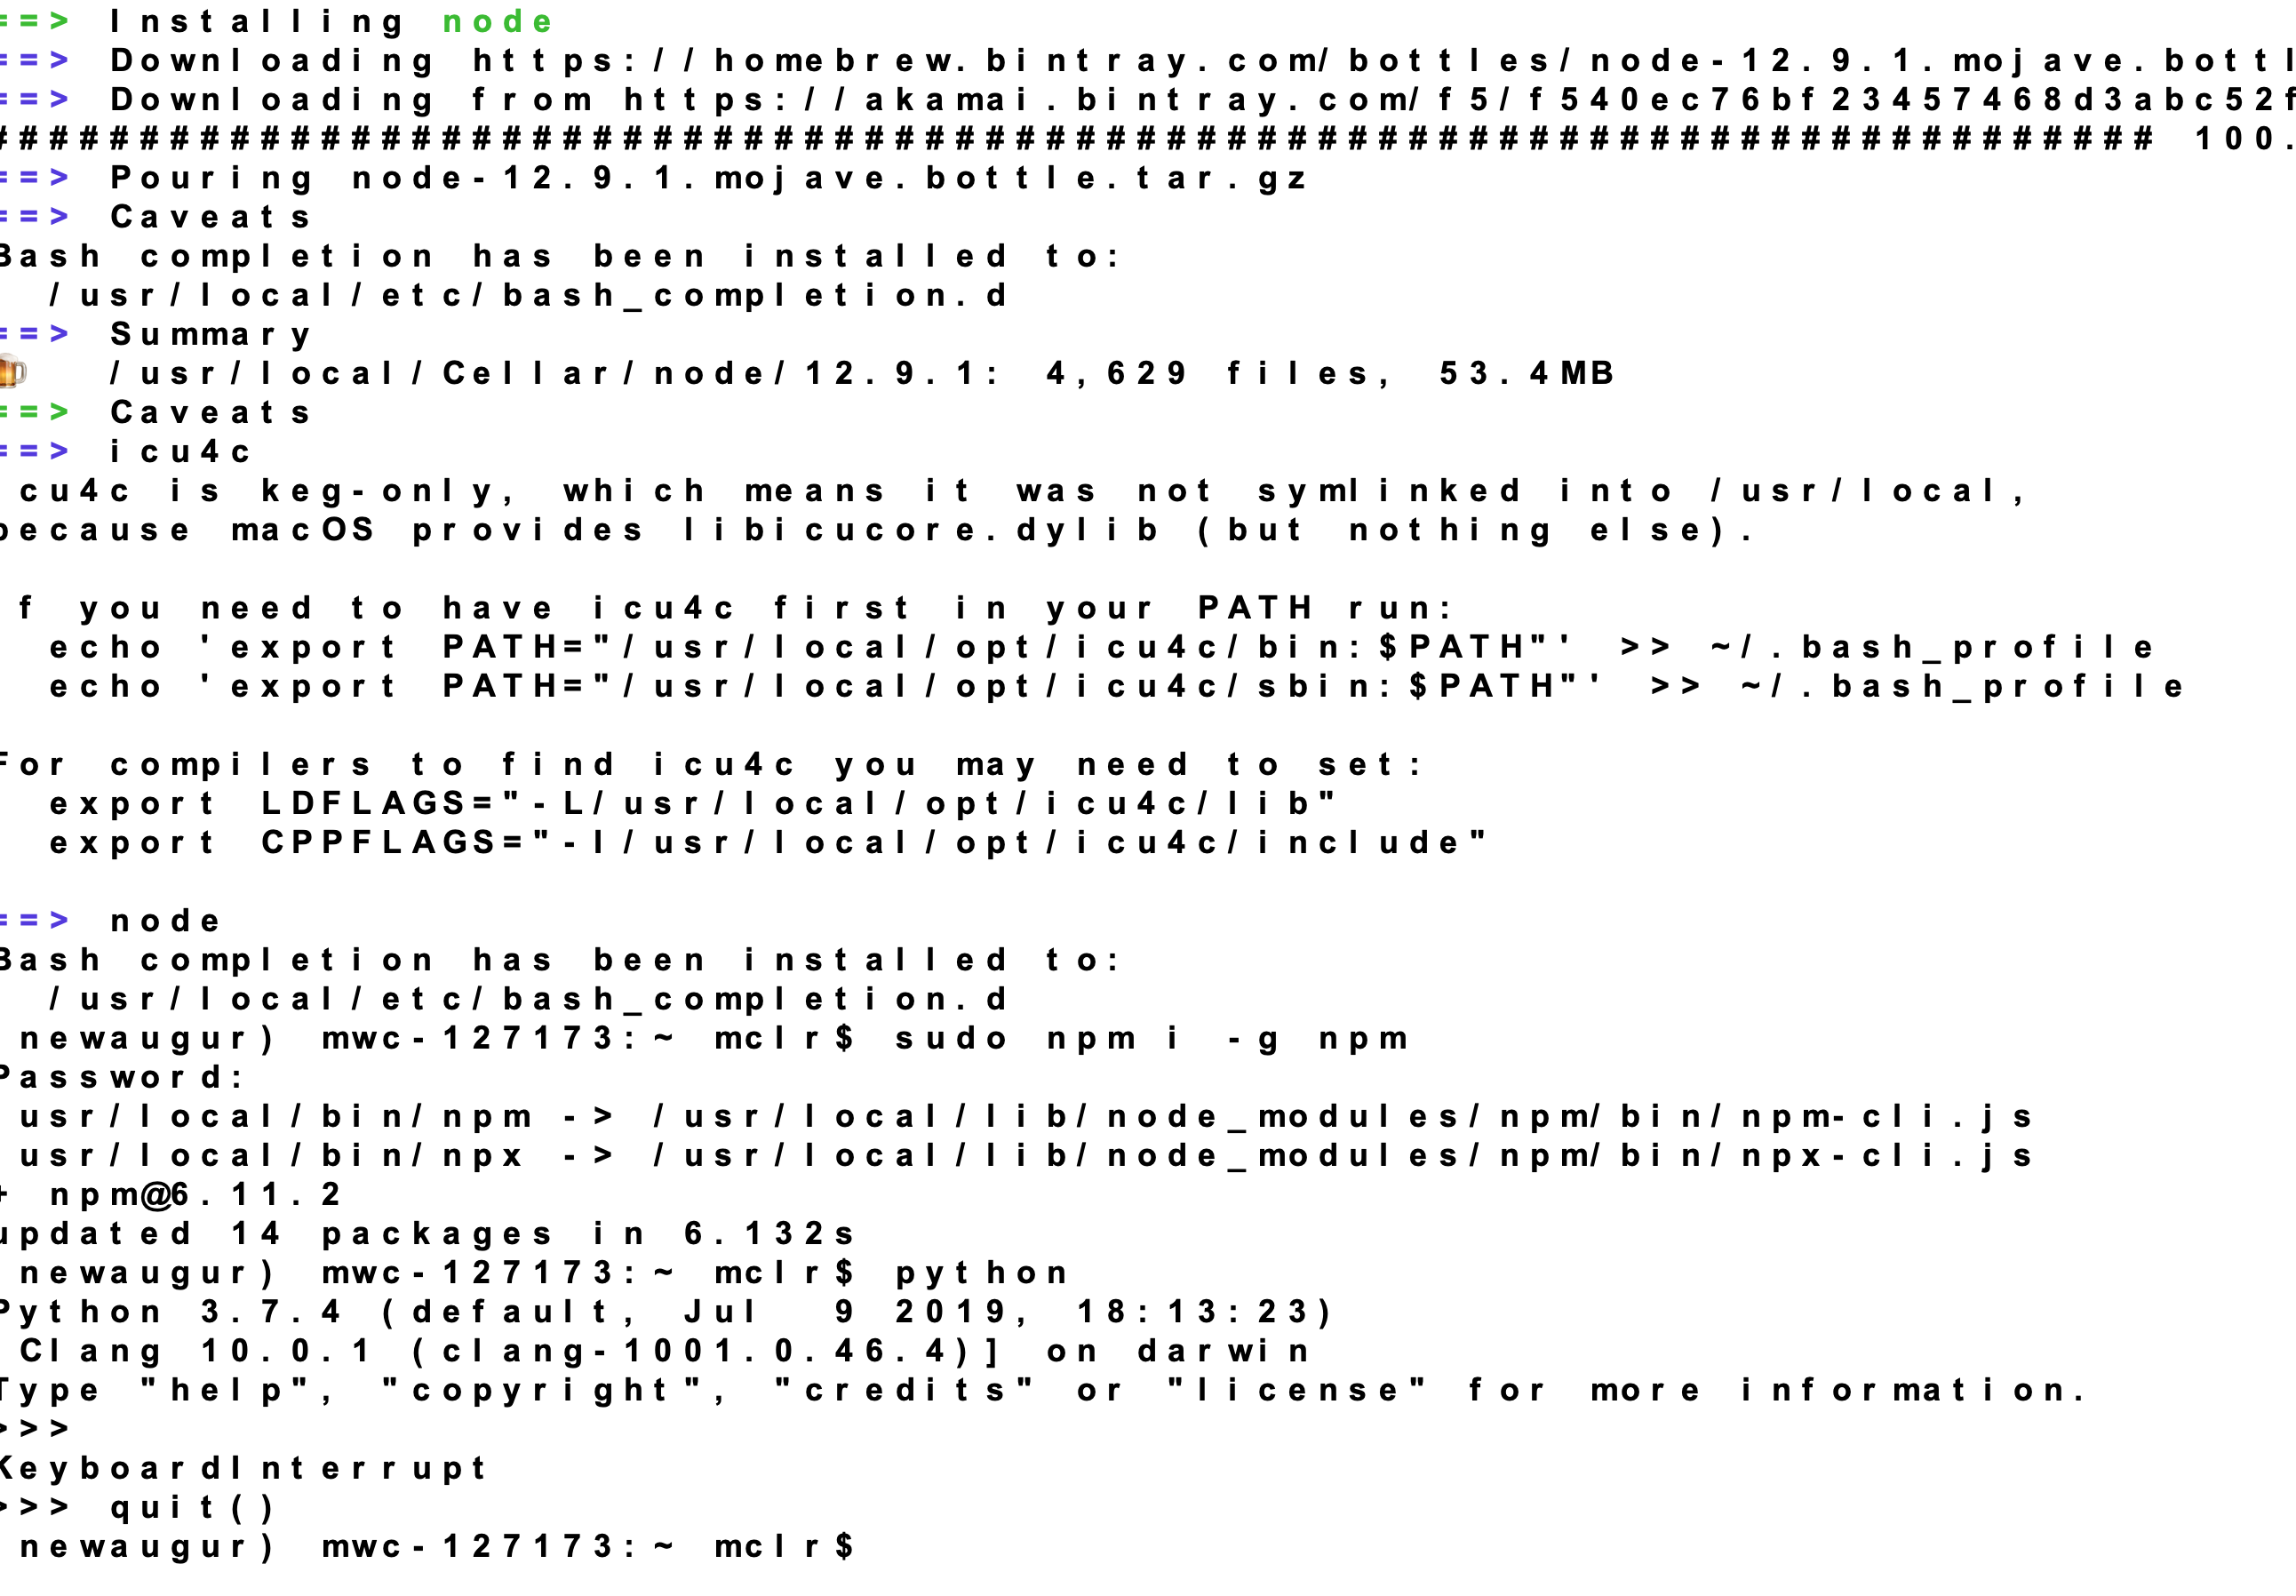 ==> Installing node
==> Downloading https://homebrew.bintray.com/bottles/node-12.9.1.mojave.bottl
==> Downloading from https://akamai.bintray.com/f5/f540ec76bf23457468d3abc52f
######################################################################## 100.
==> Pouring node-12.9.1.mojave.bottle.tar.gz
==> Caveats
Bash completion has been installed to:
  /usr/local/etc/bash_completion.d
==> Summary
🍺  /usr/local/Cellar/node/12.9.1: 4,629 files, 53.4MB
==> Caveats
==> icu4c
cu4c is keg-only, which means it was not symlinked into /usr/local,
because macOS provides libicucore.dylib (but nothing else).
f you need to have icu4c first in your PATH run:
  echo 'export PATH="/usr/local/opt/icu4c/bin:$PATH"' >> ~/.bash_profile
  echo 'export PATH="/usr/local/opt/icu4c/sbin:$PATH"' >> ~/.bash_profile
For compilers to find icu4c you may need to set:
  export LDFLAGS="-L/usr/local/opt/icu4c/lib"
  export CPPFLAGS="-I/usr/local/opt/icu4c/include"
==> node
Bash completion has been installed to:
  /usr/local/etc/bash_completion.d
newaugur) mwc-127173:~ mclr$ sudo npm i -g npm
Password:
usr/local/bin/npm -> /usr/local/lib/node_modules/npm/bin/npm-cli.js
usr/local/bin/npx -> /usr/local/lib/node_modules/npm/bin/npx-cli.js
+ npm@6.11.2
updated 14 packages in 6.132s
newaugur) mwc-127173:~ mclr$ python
Python 3.7.4 (default, Jul  9 2019, 18:13:23)
Clang 10.0.1 (clang-1001.0.46.4)] on darwin
Type "help", "copyright", "credits" or "license" for more information.
>>>
KeyboardInterrupt
>>> quit()
newaugur) mwc-127173:~ mclr$